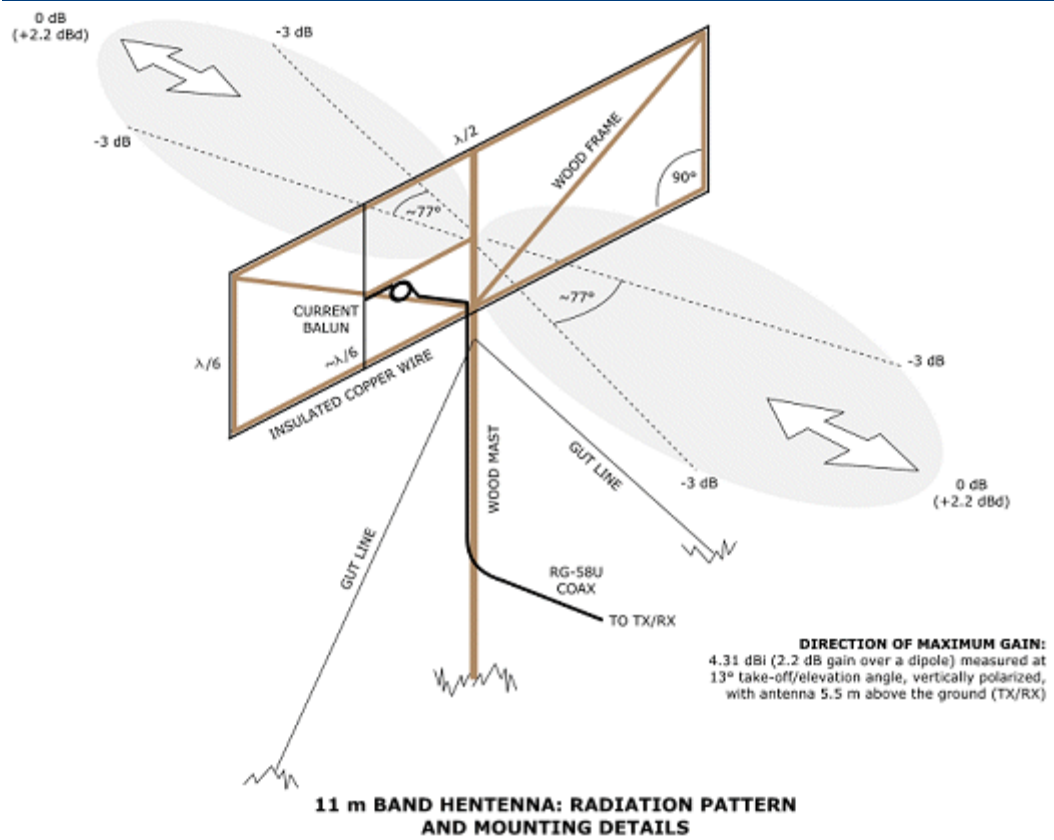 0 dB
(+2.2 dBd)
-3 dB
-3 dB
λ/2
WOOD FRAME
90º
~77º
~77º
CURRENT
BALUN
λ/6
~λ/6
INSULATED COPPER WIRE
-3 dB
-3 dB
0 dB
(+2.2 dBd)
WOOD MAST
GUT LINE
GUT LINE
RG-58U
COAX
TO TX/RX
DIRECTION OF MAXIMUM GAIN:
4.31 dBi (2.2 dB gain over a dipole) measured at
13º take-off/elevation angle, vertically polarized,
with antenna 5.5 m above the ground (TX/RX)
11 m BAND HENTENNA: RADIATION PATTERN
AND MOUNTING DETAILS